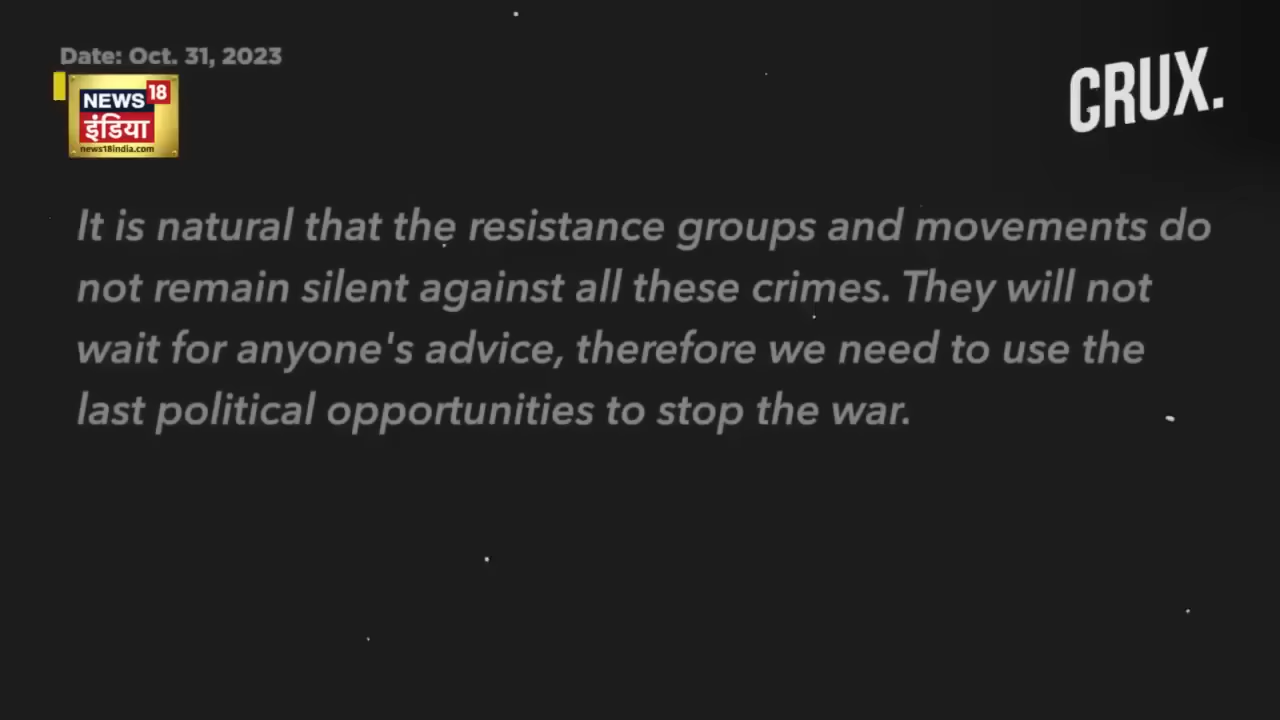 Date: Oct. 31, 2023
CRUX.
NEWS 18
इंडिया
news18india.com
It is natural that the resistance groups and movements do
not remain silent against all these crimes. They will not
wait for anyone's advice, therefore we need to use the
last political opportunities to stop the war.